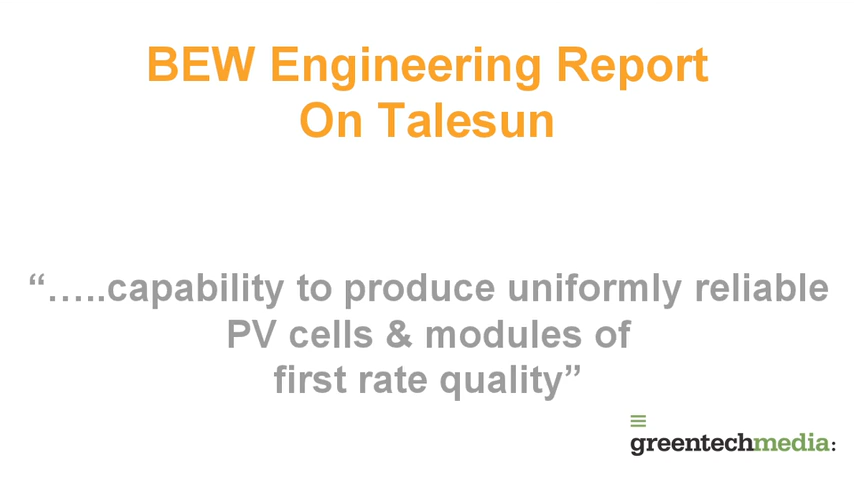 BEW Engineering Report
On Talesun
“…..capability to produce uniformly reliable
PV cells & modules of
first rate quality”
greentechmedia: